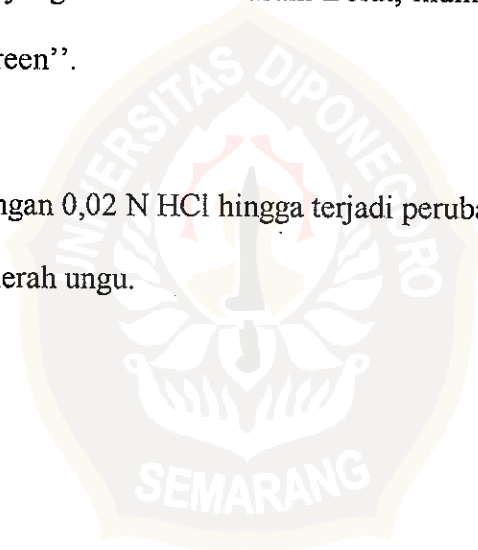 reen”.
ngan 0,02 N HCl hingga terjadi peruba
erah ungu.
UNIVERSITAS DIPONEGORO
SEMARANG